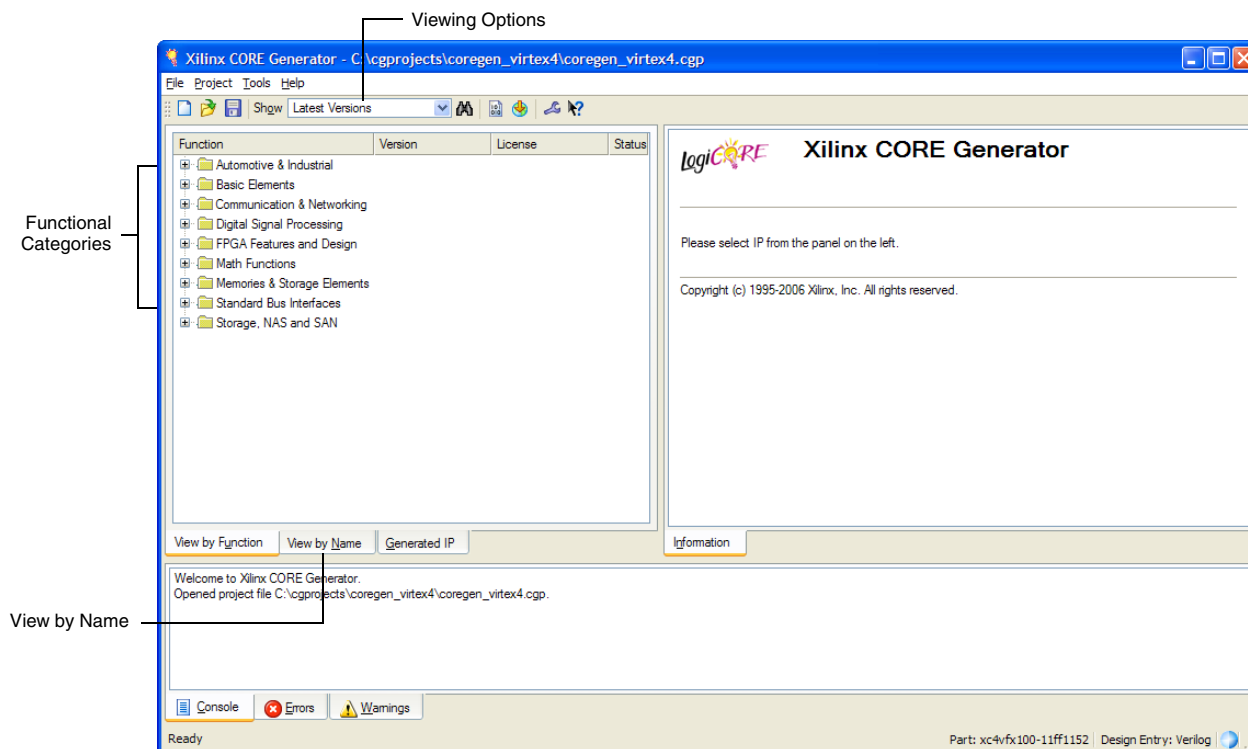 Viewing Options
Xilinx CORE Generator - C:\cgprojects\coregen_virtex4\coregen_virtex4.cgp
File Project Tools Help
Show Latest Versions
Function Version License Status
Automotive & Industrial
Basic Elements
Communication & Networking
Digital Signal Processing
FPGA Features and Design
Math Functions
Memories & Storage Elements
Standard Bus Interfaces
Storage, NAS and SAN
Functional
Categories
LogiCORE
Xilinx CORE Generator
Please select IP from the panel on the left.
Copyright (c) 1995-2006 Xilinx, Inc. All rights reserved.
View by Function View by Name Generated IP
Information
Welcome to Xilinx CORE Generator.
Opened project file C:\cgprojects\coregen_virtex4\coregen_virtex4.cgp.
View by Name
Console Errors Warnings
Ready
Part: xc4vfx100-11ff1152 Design Entry: Verilog